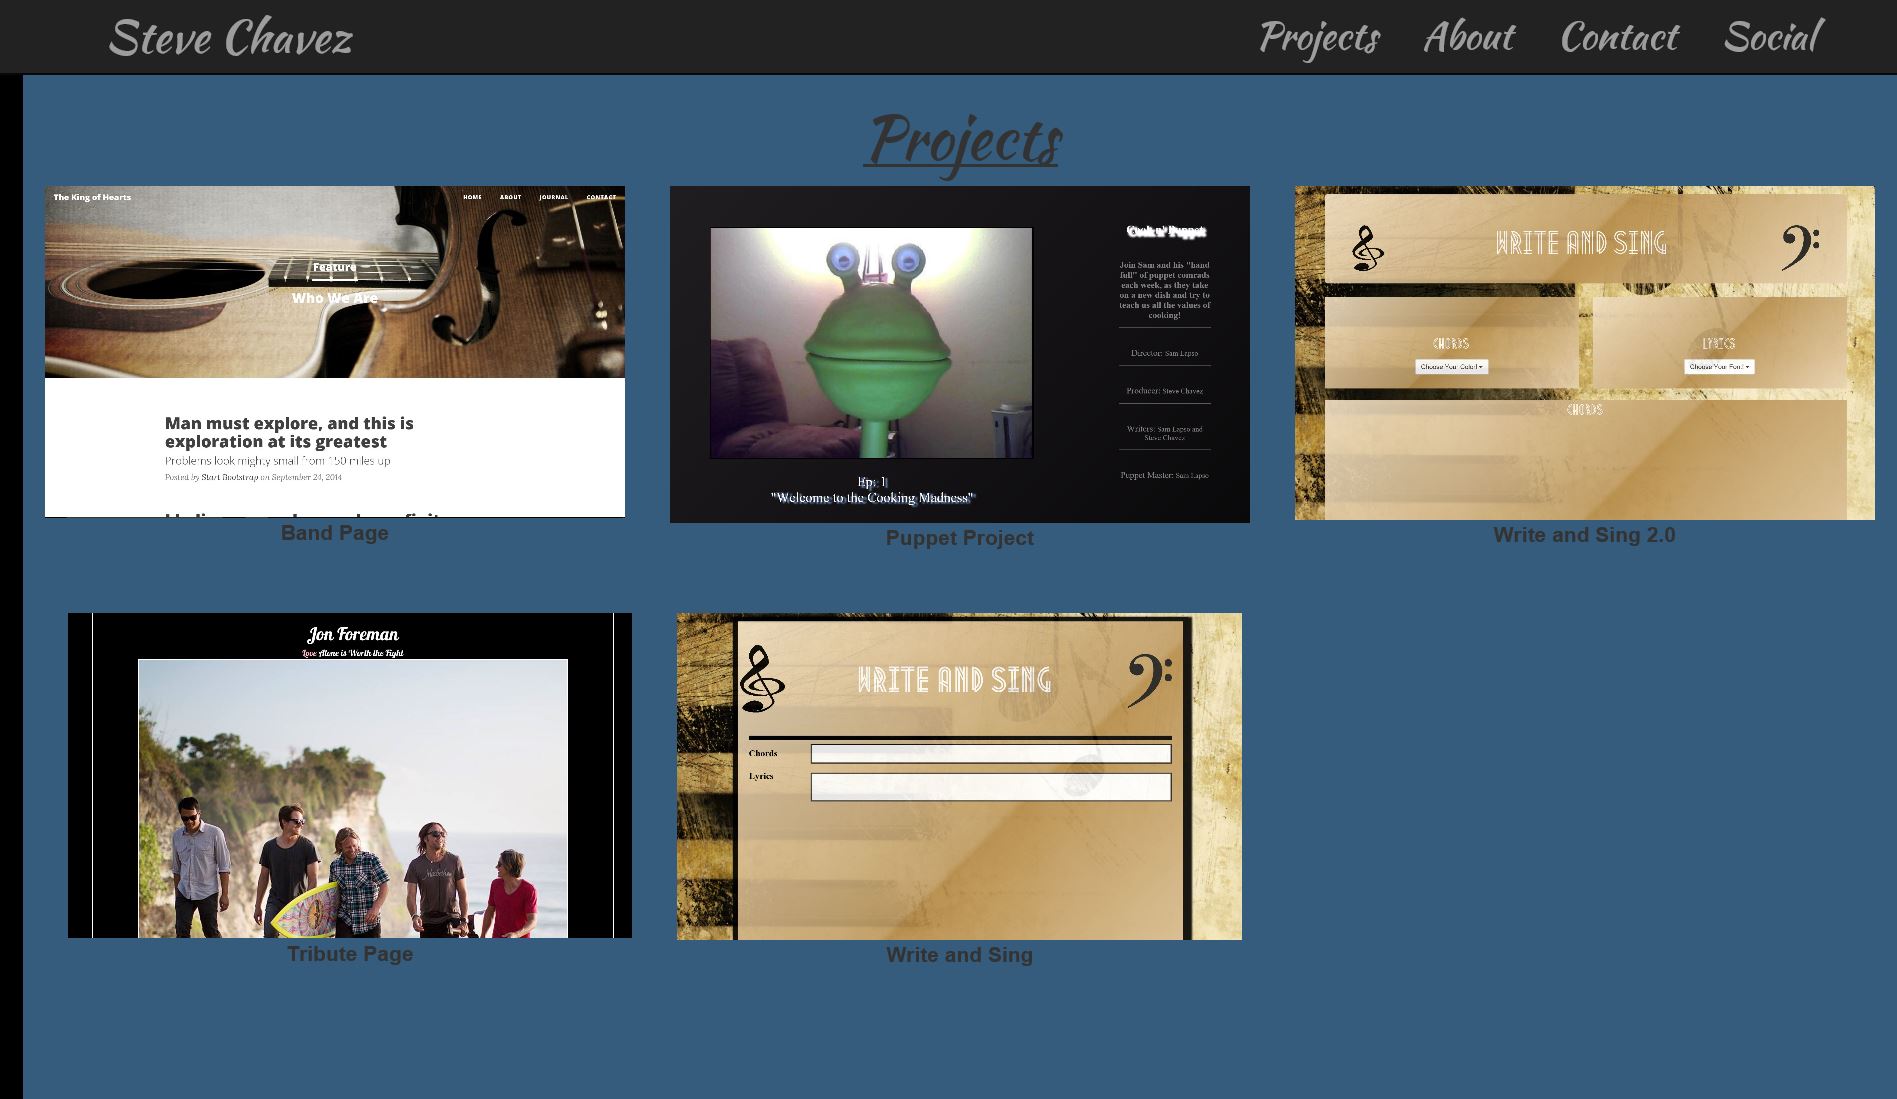 Steve Chavez
Projects
About
Contact
Social
Projects
The King of Hearts
HOME
ABOUT
JOURNAL
CONTACT
Feature
Who We Are
Man must explore, and this is
exploration at its greatest
Problems look mighty small from 150 miles up
Posted by Start Bootstrap on September 24, 2014
Band Page
Cook n' Puppet
Join Sam and his "hand
full" of puppet comrads
each week, as they take
on a new dish and try to
teach us all the values of
cooking!
Director: Sam Lapso
Producer: Steve Chavez
Writers: Sam Lapso and
Steve Chavez
Puppet Master: Sam Lapso
Ep: 1
"Welcome to the Cooking Madness"
Puppet Project
WRITE AND SING
CHORDS
Choose Your Color!
LYRICS
Choose Your Font!
CHORDS
Write and Sing 2.0
Jon Foreman
Love Alone is Worth the Fight
Tribute Page
WRITE AND SING
Chords
Lyrics
Write and Sing